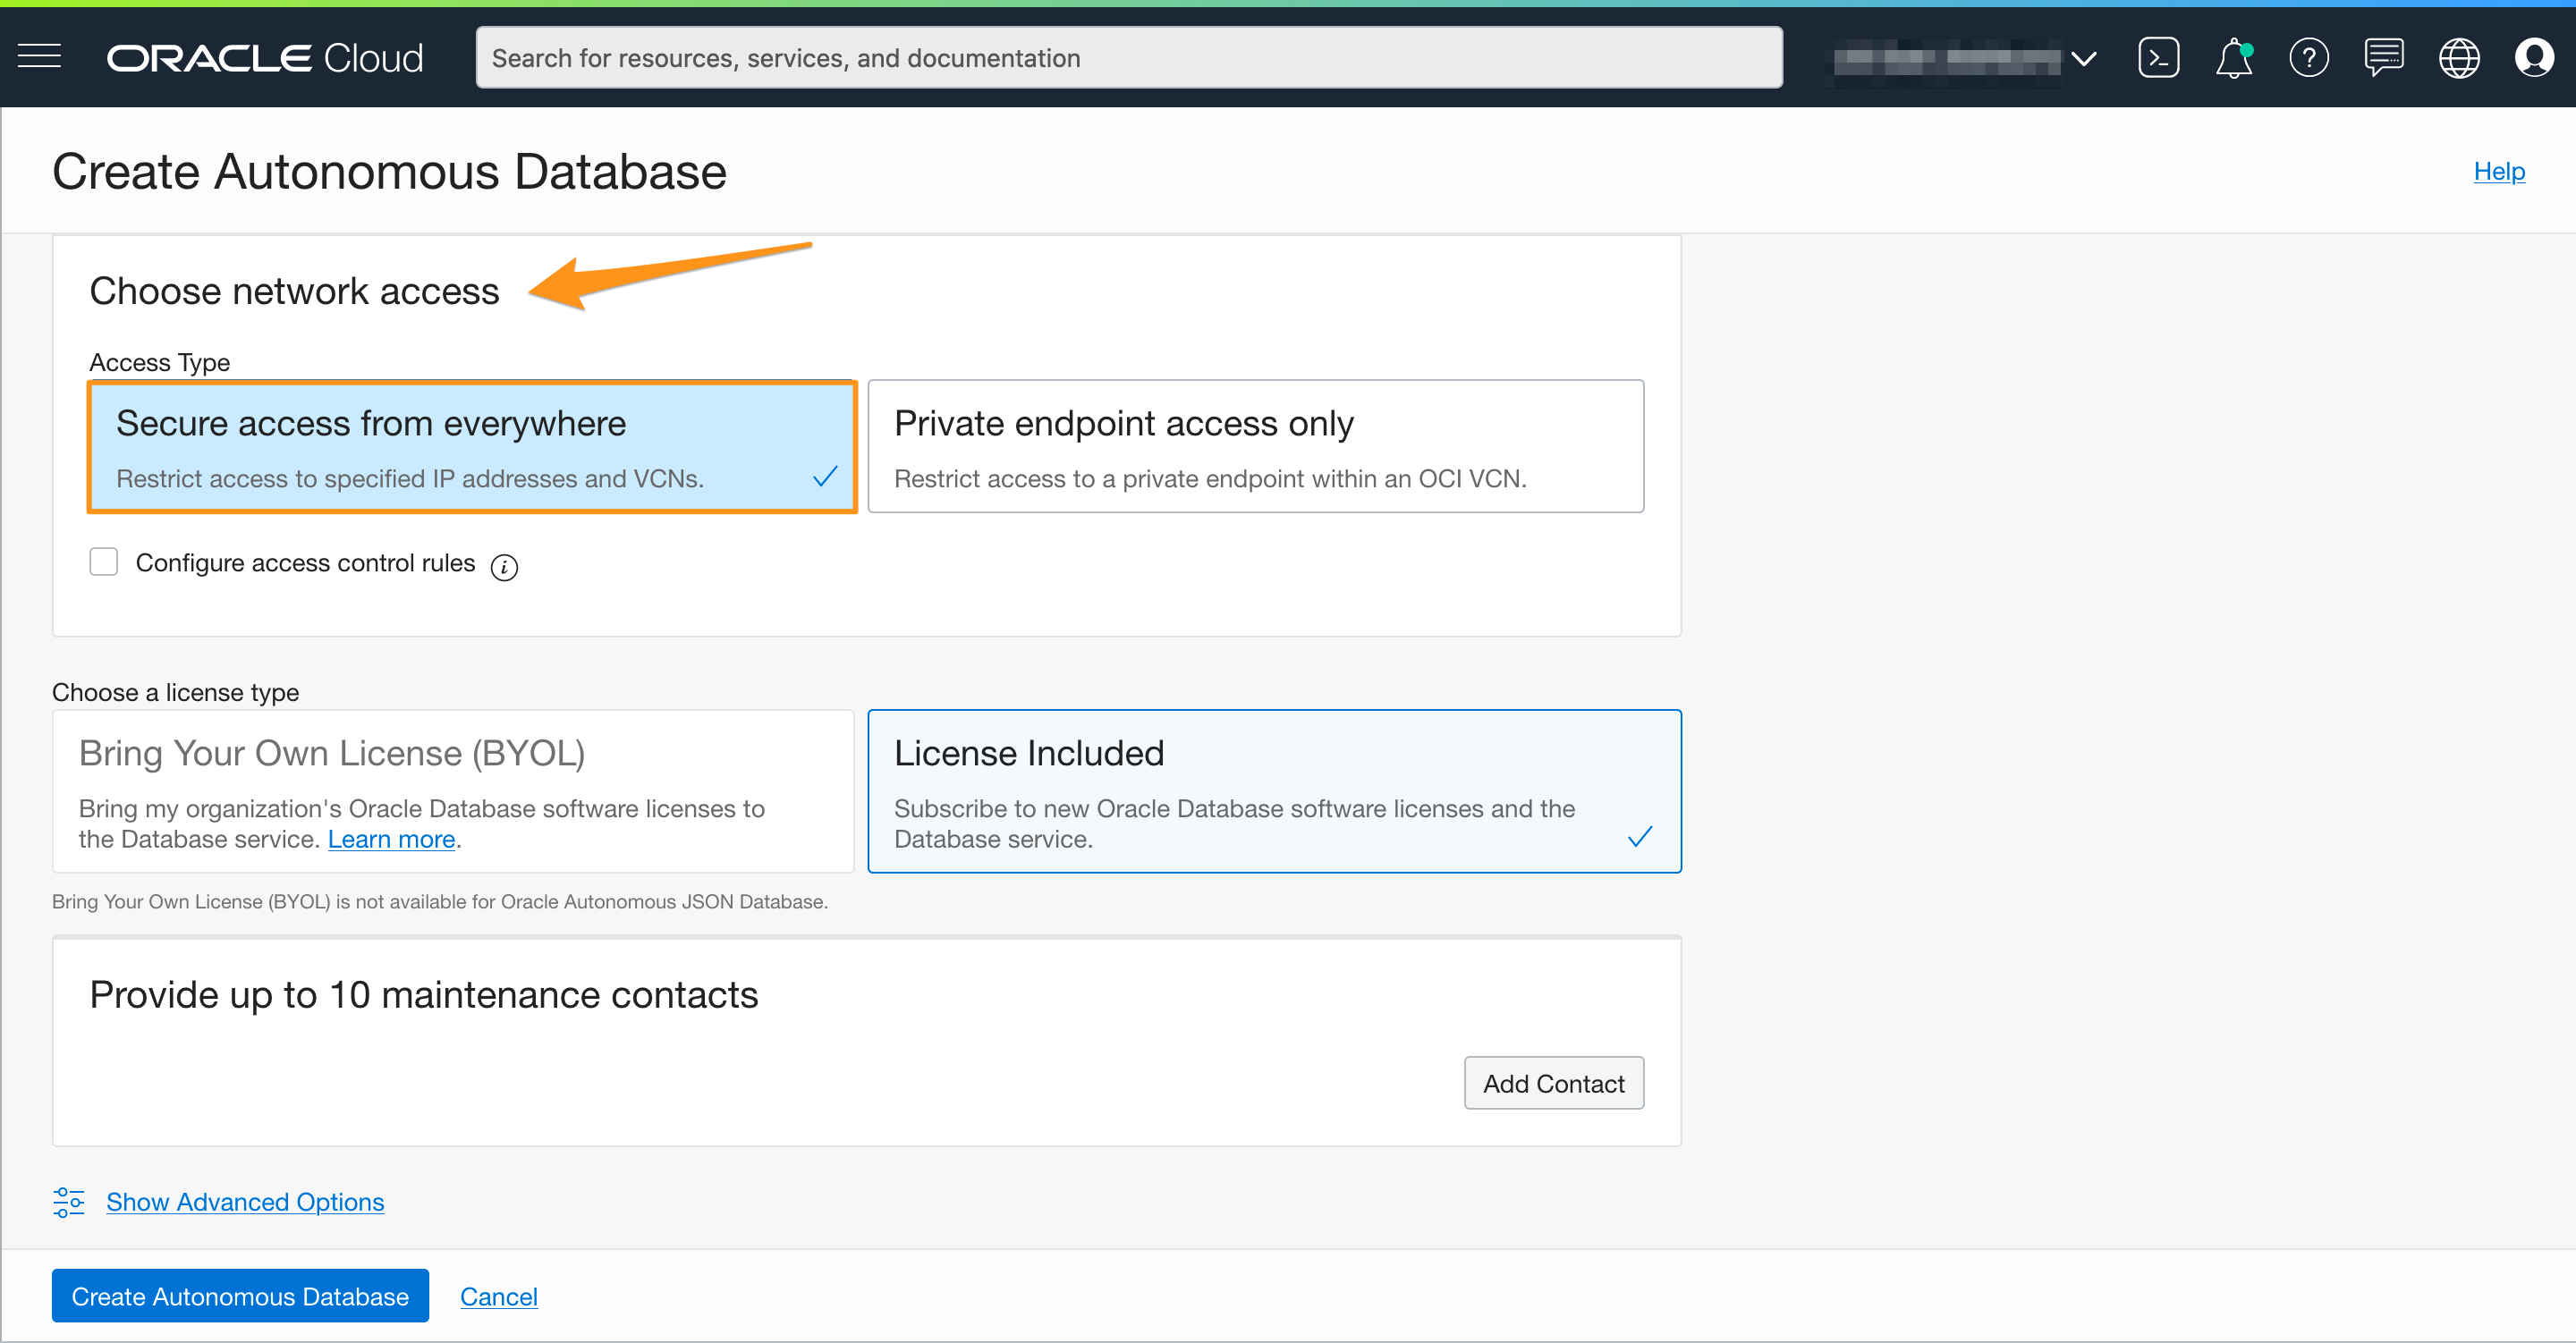 ORACLE Cloud
Search for resources, services, and documentation
Create Autonomous Database
Help
Choose network access
Access Type
Secure access from everywhere
Restrict access to specified IP addresses and VCNs.
Private endpoint access only
Restrict access to a private endpoint within an OCI VCN.
Configure access control rules
Choose a license type
Bring Your Own License (BYOL)
Bring my organization's Oracle Database software licenses to
the Database service. Learn more.
License Included
Subscribe to new Oracle Database software licenses and the
Database service.
Bring Your Own License (BYOL) is not available for Oracle Autonomous JSON Database.
Provide up to 10 maintenance contacts
Add Contact
Show Advanced Options
Create Autonomous Database
Cancel